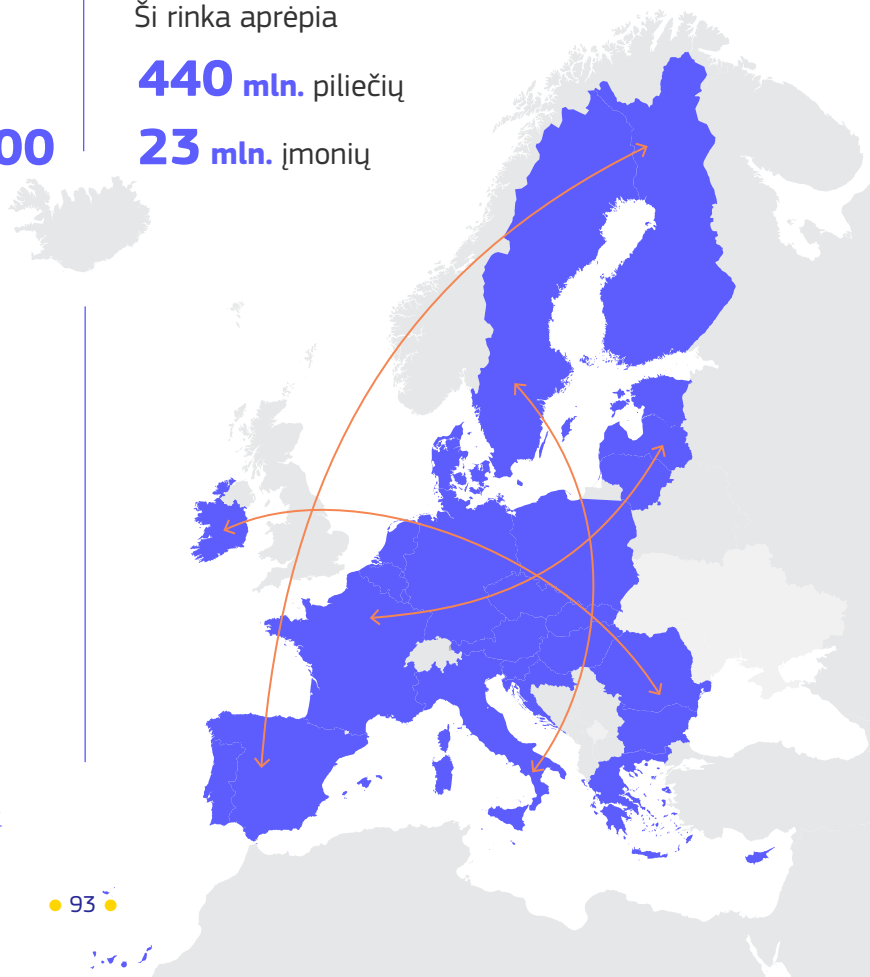 Ši rinka aprėpia
440 mln. piliečių
00
23 mln. įmonių
93